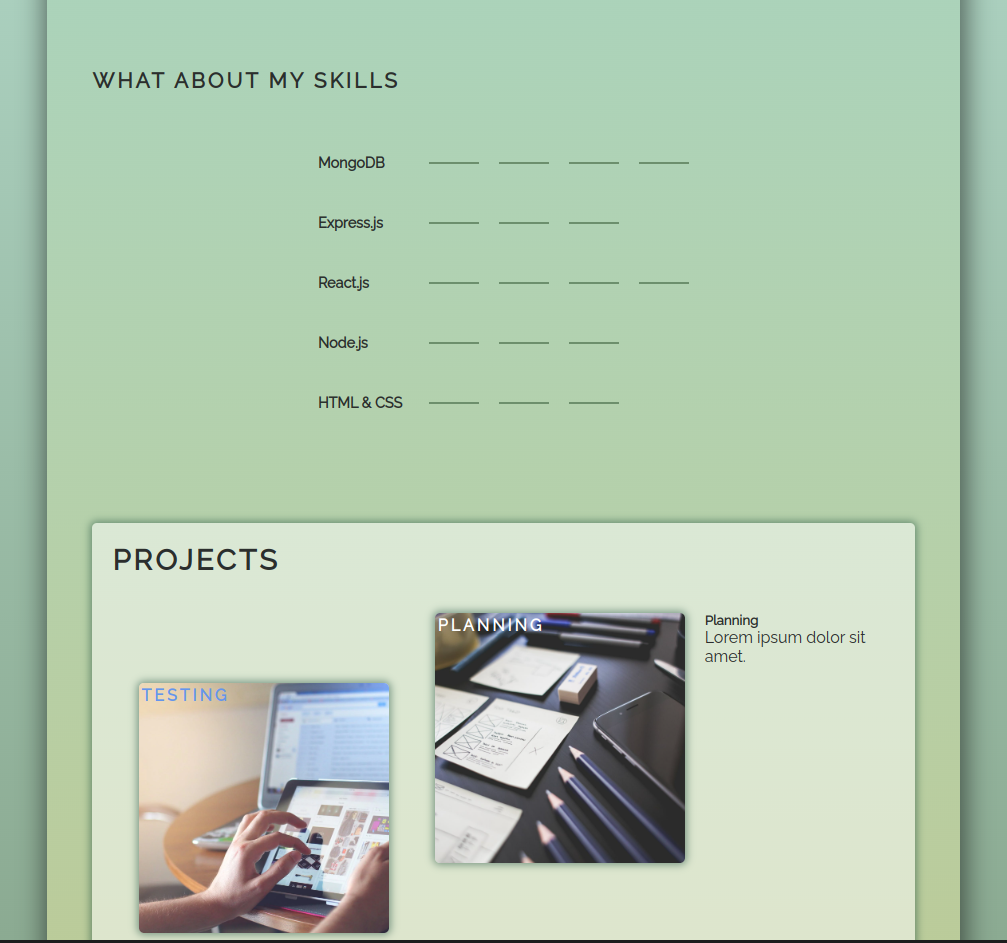 WHAT ABOUT MY SKILLS
MongoDB
Express.js
React.js
Node.js
HTML & CSS
PROJECTS
PLANNING
Planning
Lorem ipsum dolor sit
amet.
TESTING